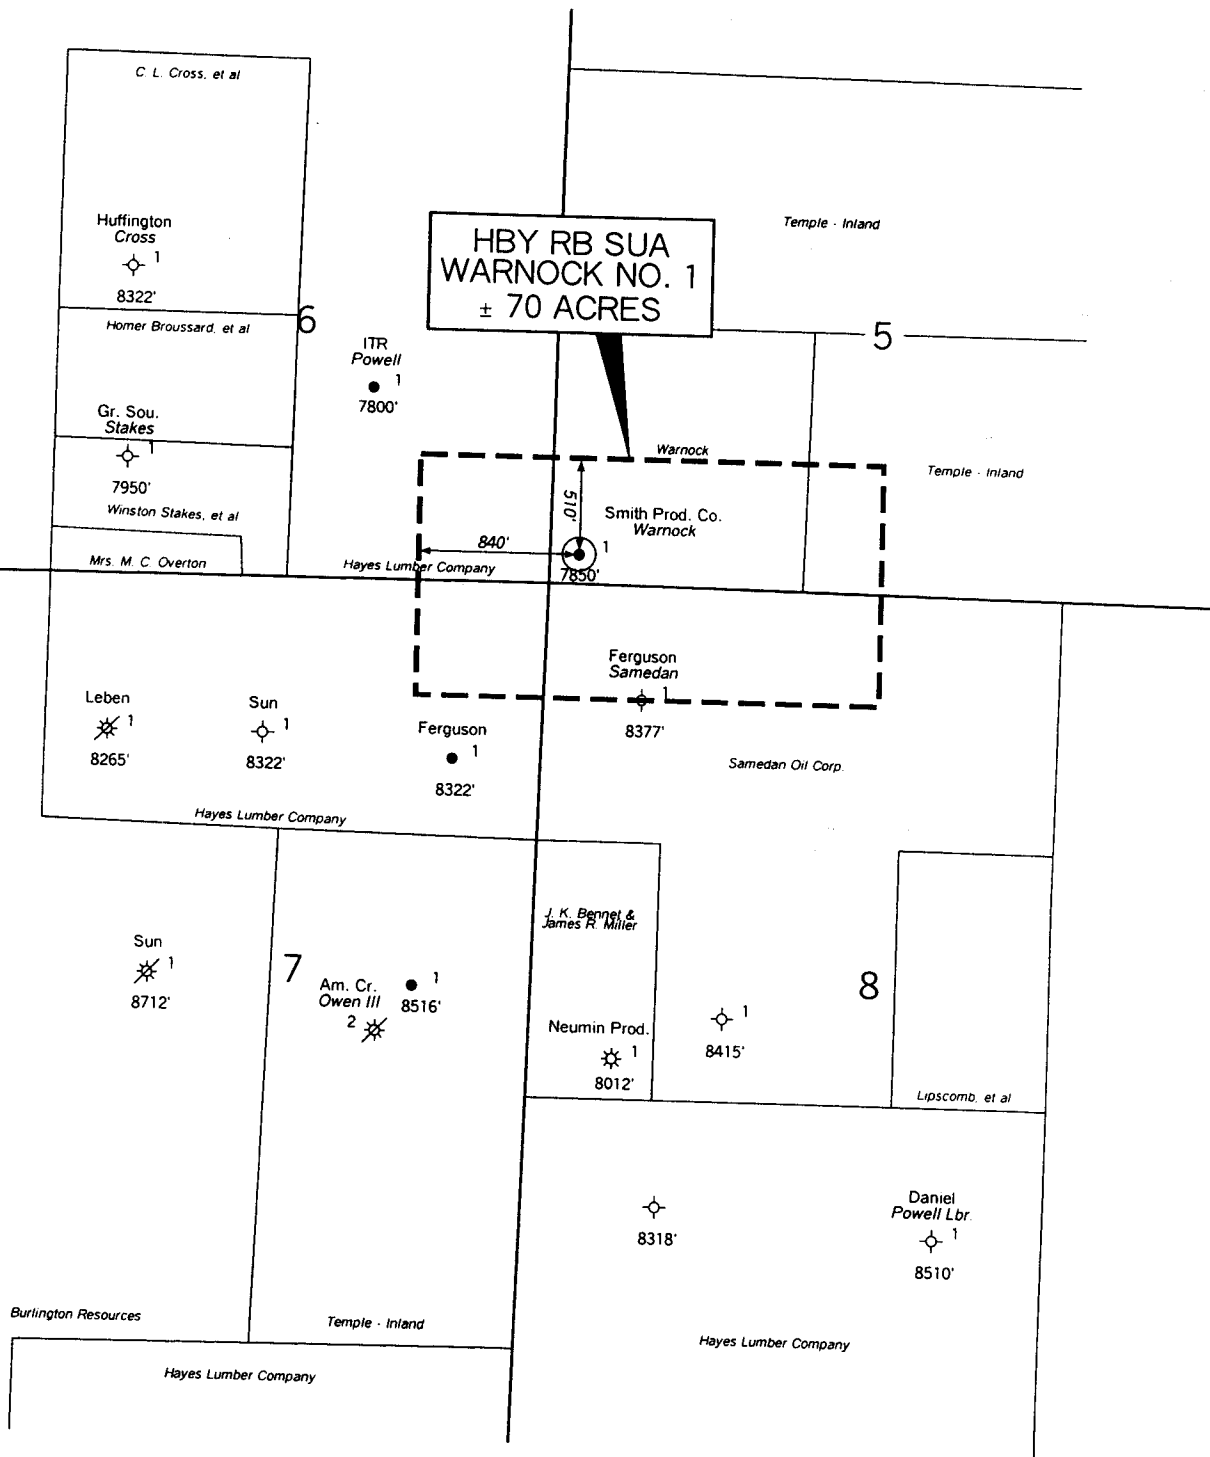 C. L. Cross, et al
Temple - Inland
Huffington
Cross
1
8322'
HBY RB SUA
WARNOCK NO. 1
± 70 ACRES
6
Homer Broussard, et al
5
ITR
Powell
1
7800'
Gr. Sou.
Stakes
1
7950'
Winston Stakes, et al
Warnock
Temple - Inland
510'
Smith Prod. Co.
Warnock
840'
1
7850'
Mrs. M. C. Overton
Hayes Lumber Company
Ferguson
Samedan
1
8377'
Leben
1
8265'
Sun
1
8322'
Ferguson
1
8322'
Samedan Oil Corp.
Hayes Lumber Company
J. K. Bennet &
James R. Miller
Sun
1
8712'
7
Am. Cr.
Owen III
1
8516'
2
8
Neumin Prod.
1
8012'
1
8415'
Lipscomb, et al
8318'
Daniel
Powell Lbr.
1
8510'
Burlington Resources
Temple - Inland
Hayes Lumber Company
Hayes Lumber Company